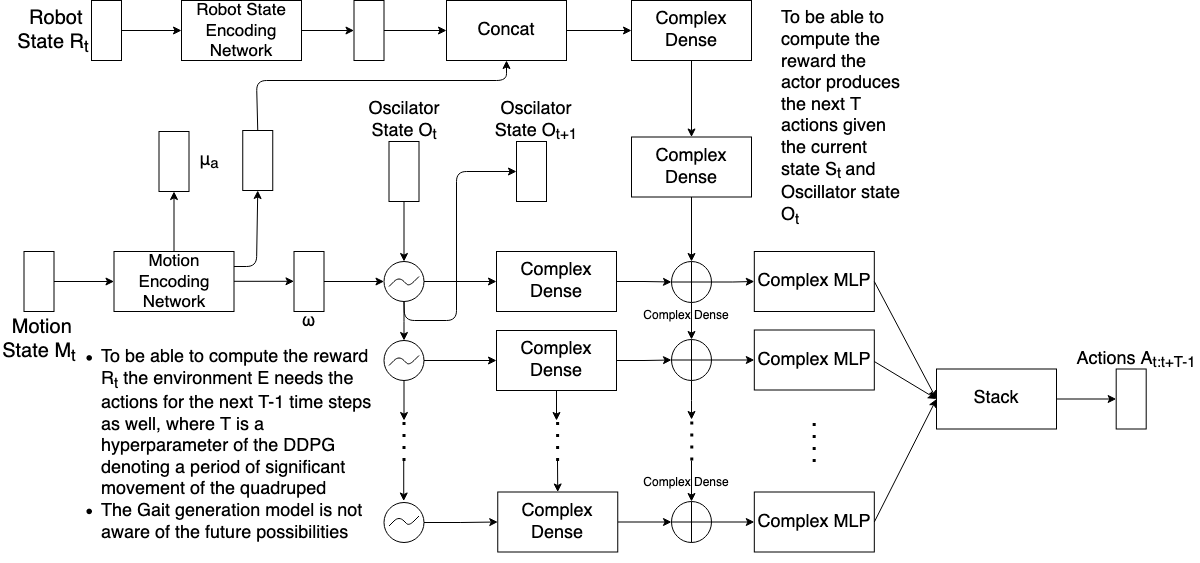 Robot
State Rt
Robot State
Encoding
Network
Concat
Complex
Dense
To be able to
compute the
reward the
actor produces
the next T
actions given
the current
state St and
Oscillator state
Ot
Oscilator
State Ot
Oscilator
State Ot+1
μa
Complex
Dense
Motion
Encoding
Network
Motion
State Mt
ω
Complex
Dense
Complex MLP
Complex Dense
Complex
Dense
Complex MLP
• To be able to compute the reward
Rt the environment E needs the
actions for the next T-1 time steps
as well, where T is a
hyperparameter of the DDPG
denoting a period of significant
movement of the quadruped
• The Gait generation model is not
aware of the future possibilities
Stack
Actions At:t+T-1
Complex Dense
Complex
Dense
Complex MLP